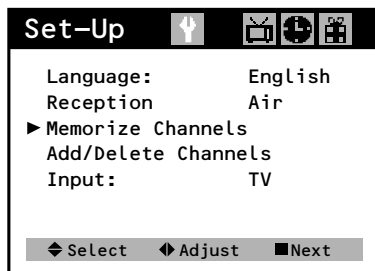 Set-Up
Language: English
Reception Air
▶ Memorize Channels
Add/Delete Channels
Input: TV
Select Adjust Next